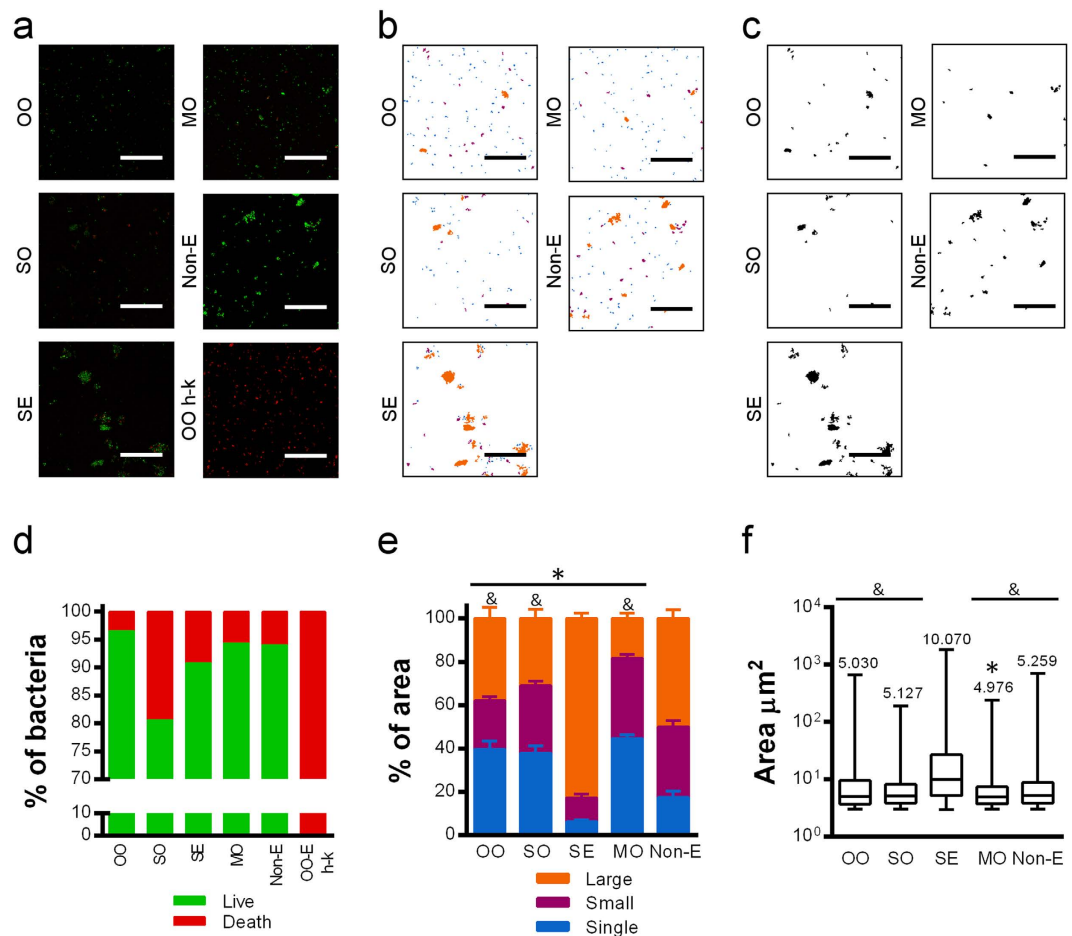 a
b
c
OO
MO
SO
Non-E
SE
OO h-k
OO
MO
SO
Non-E
SE
OO
MO
SO
Non-E
SE
d
e
f
% of bacteria
100
95
90
85
80
75
70
10
0
OO
SO
SE
MO
Non-E
OO-E h-k
Live
Death
% of area
100
80
60
40
20
0
*
& & &
OO SO SE MO Non-E
Large
Small
Single
Area μm²
10⁴
10³
10²
10¹
10⁰
& &
5.030
5.127
10.070
*
4.976
5.259
OO SO SE MO Non-E